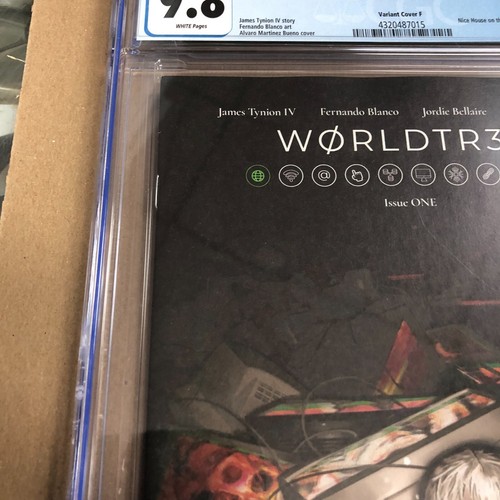 9.8
WHITE Pages
James Tynion IV story
Fernando Blanco art
Alvaro Martinez Bueno cover
Variant Cover F
4320487015
Nice House on th
James Tynion IV Fernando Blanco Jordie Bellaire
WØRLDTR3
Issue ONE